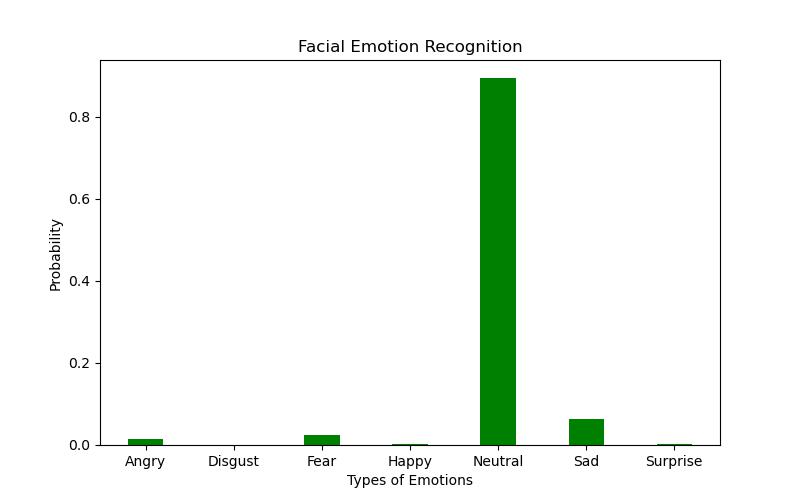 Facial Emotion Recognition
0.8
0.6
0.4
0.2
0.0
Probability
Angry Disgust Fear Happy Neutral Sad Surprise
Types of Emotions